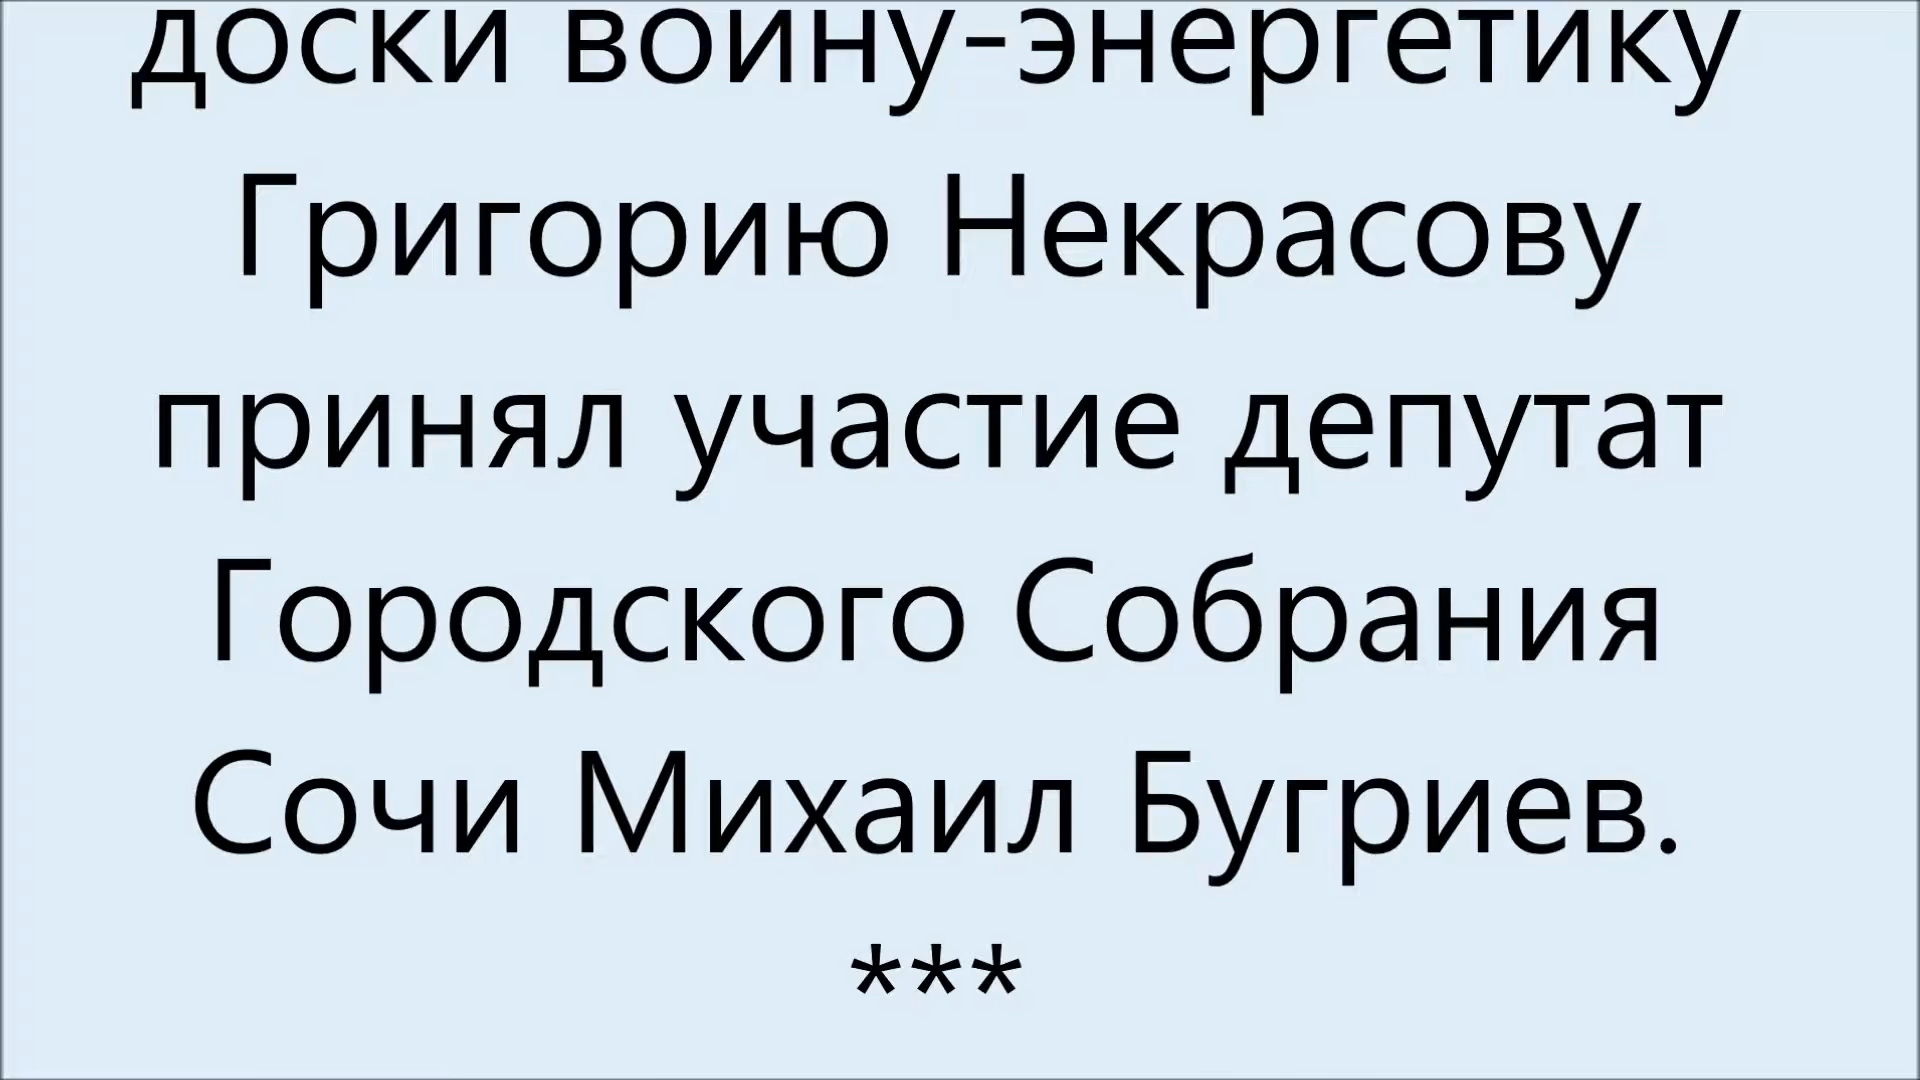 доски воину-энергетику
Григорию Некрасову
принял участие депутат
Городского Собрания
Сочи Михаил Бугриев.
***